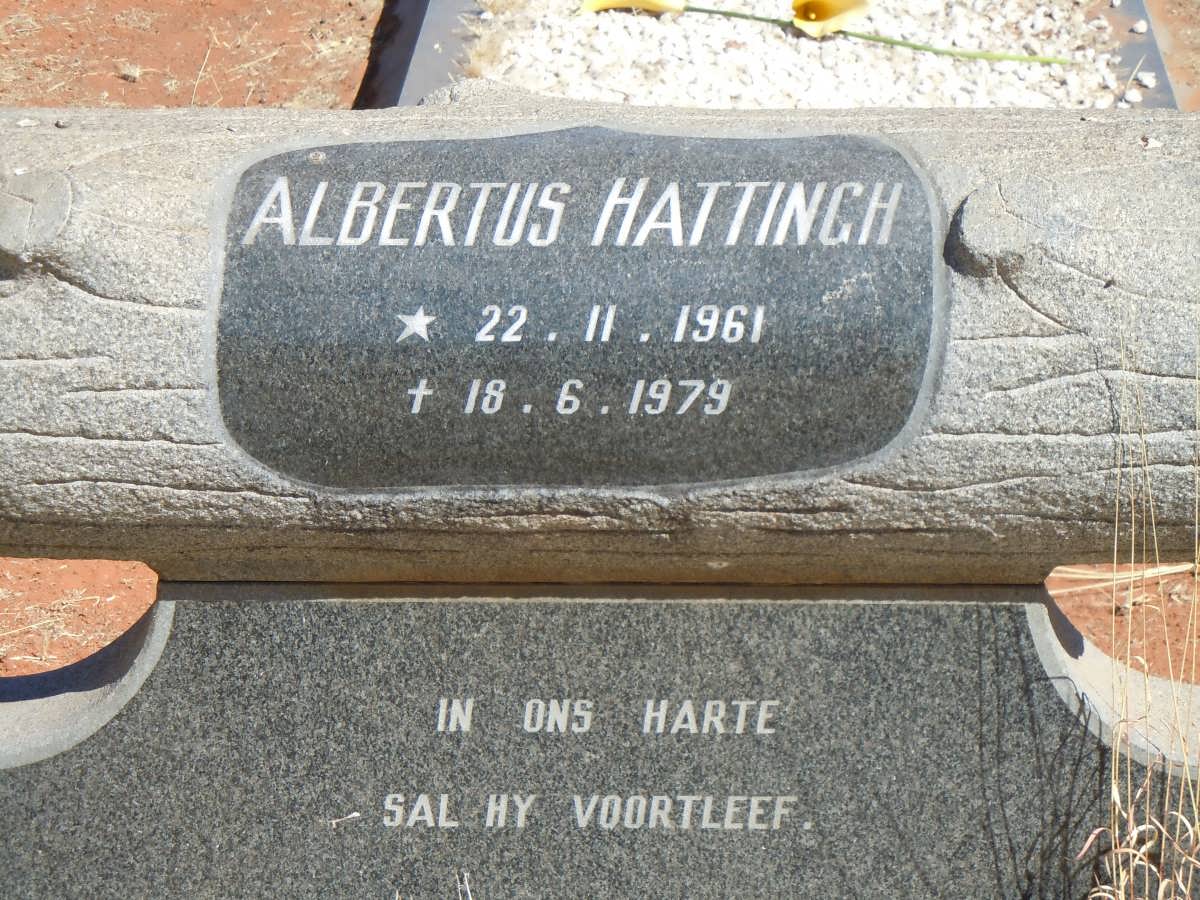 ALBERTUS HATTINGH
★ 22 . 11 . 1961
✝ 18 . 6 . 1979
IN ONS HARTE
SAL HY VOORTLEEF.